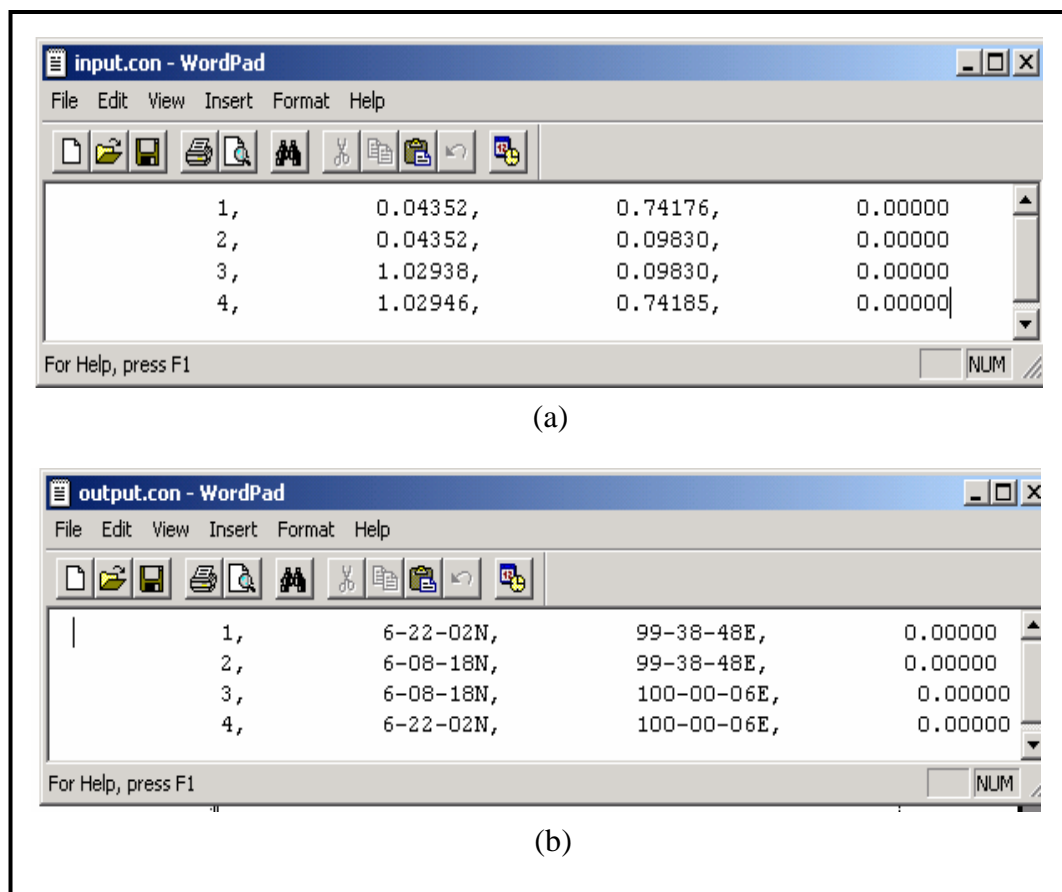 input.con - WordPad
File Edit View Insert Format Help
1, 0.04352, 0.74176, 0.00000
2, 0.04352, 0.09830, 0.00000
3, 1.02938, 0.09830, 0.00000
4, 1.02946, 0.74185, 0.00000
For Help, press F1 NUM
(a)
output.con - WordPad
File Edit View Insert Format Help
1, 6-22-02N, 99-38-48E, 0.00000
2, 6-08-18N, 99-38-48E, 0.00000
3, 6-08-18N, 100-00-06E, 0.00000
4, 6-22-02N, 100-00-06E, 0.00000
For Help, press F1 NUM
(b)